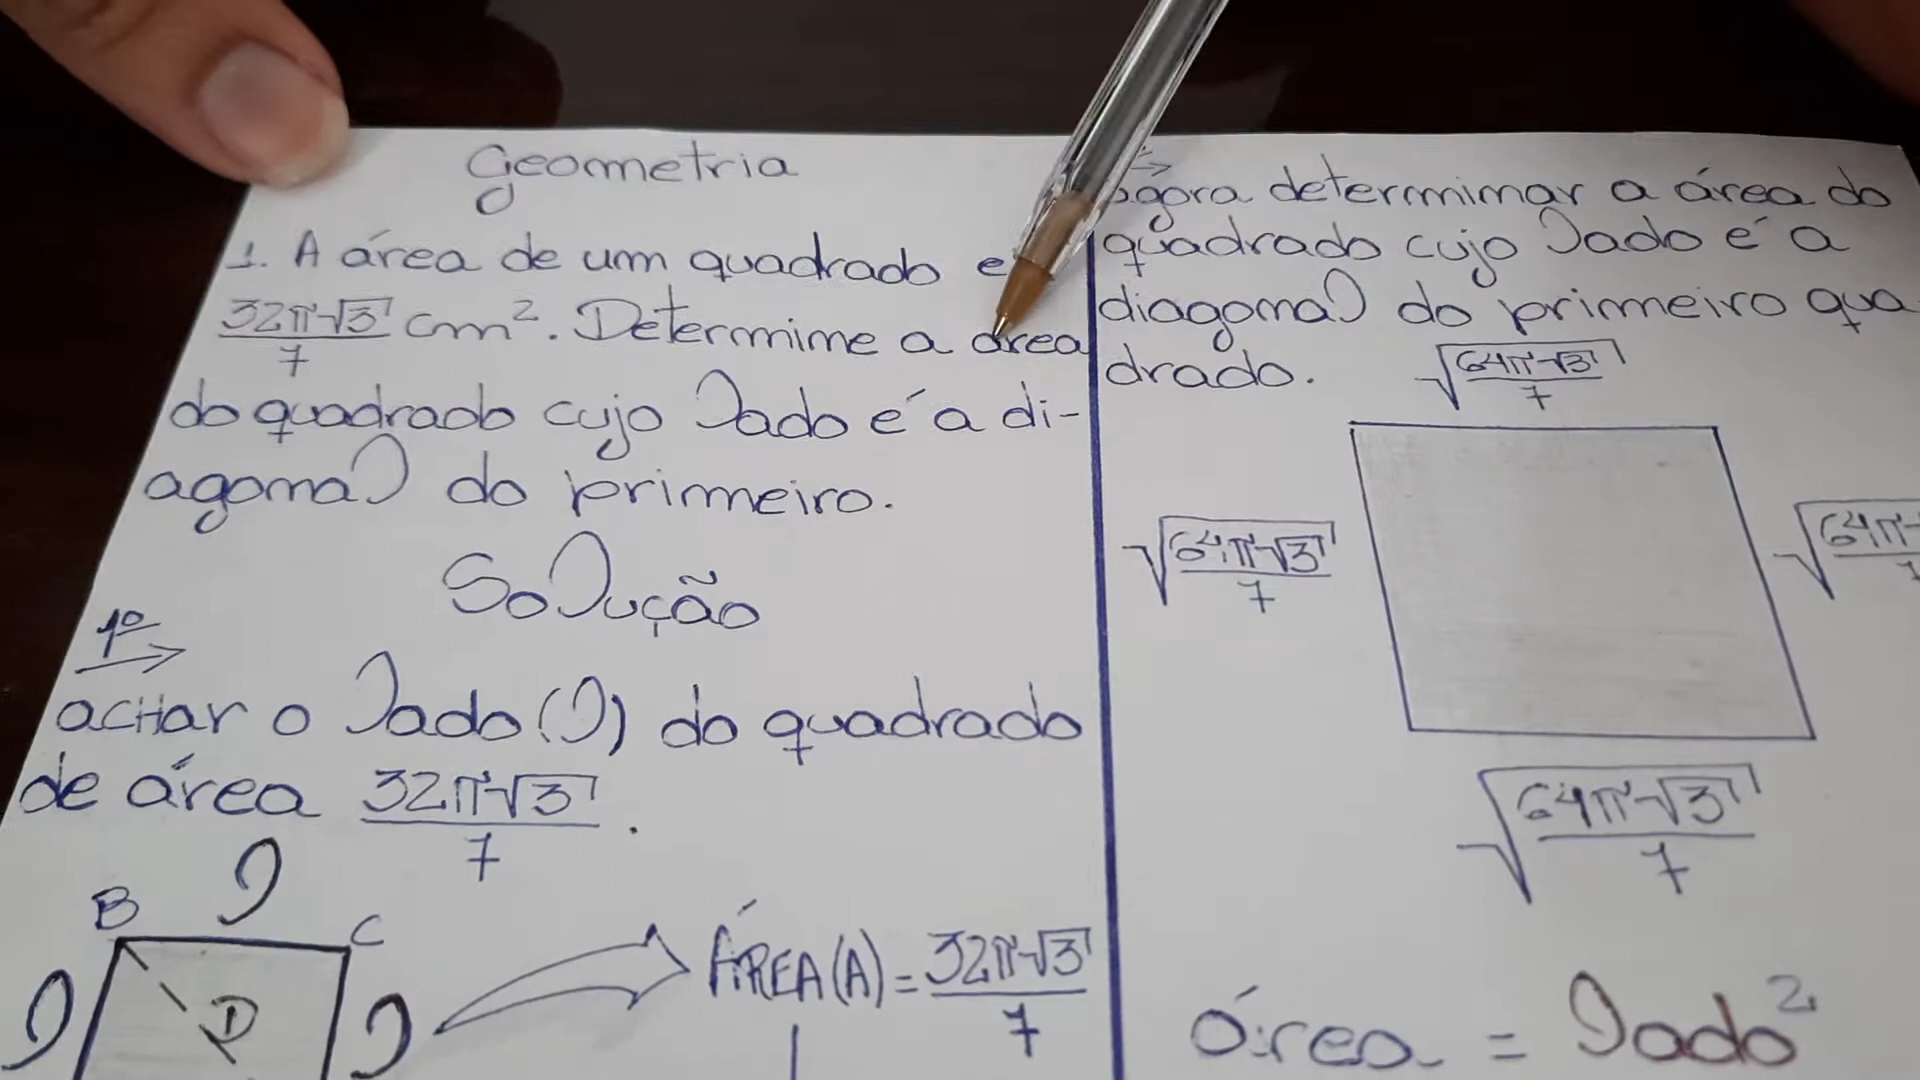 Geometria
1. A área de um quadrado é
32π√3/7 cm². Determine a área
do quadrado cujo lado é a di-
agonal do primeiro.
Solução
1º →
achar o lado (l) do quadrado
de área 32π√3/7.
l
B C
l D l
ÁREA(A) = 32π√3/7
agora determinar a área do
quadrado cujo lado é a
diagonal do primeiro qua
drado.
√(64π√3/7)
√(64π√3/7)
√(64π√3/7)
área = lado²